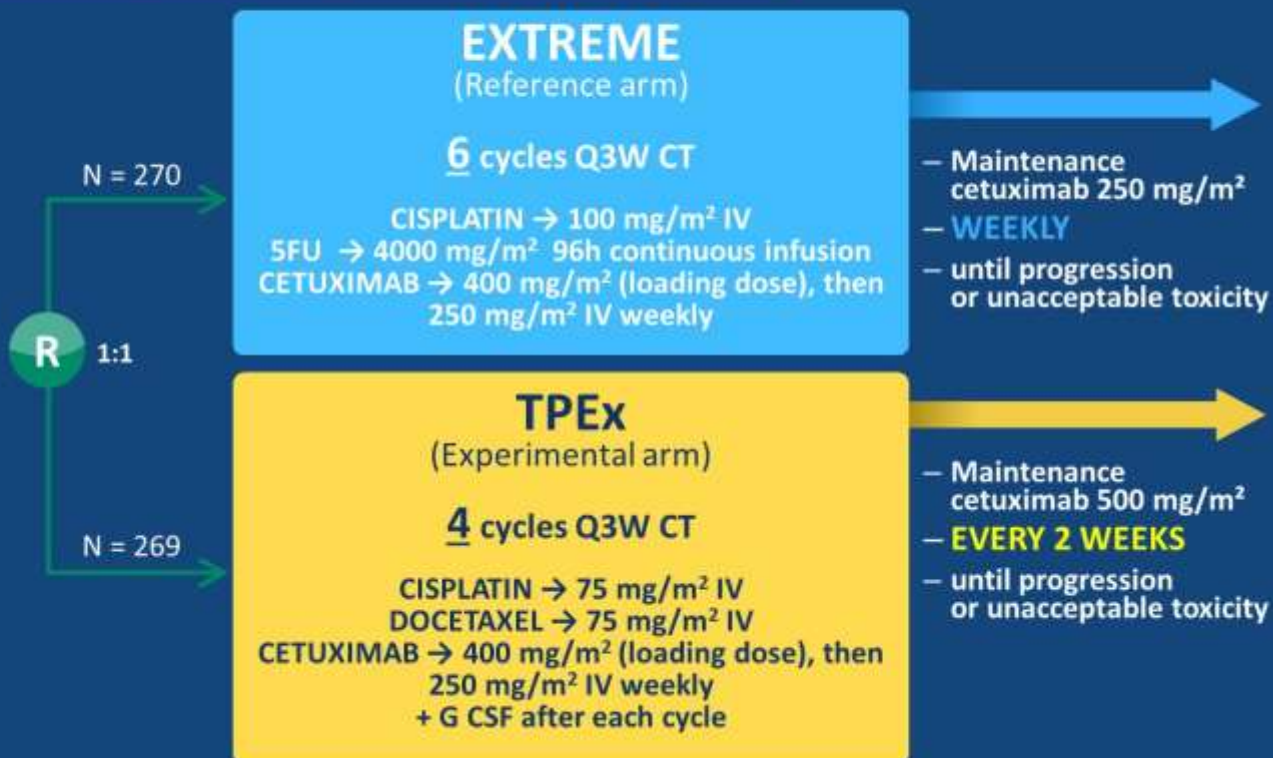 EXTREME
(Reference arm)
6 cycles Q3W CT
CISPLATIN → 100 mg/m² IV
5FU → 4000 mg/m² 96h continuous infusion
CETUXIMAB → 400 mg/m² (loading dose), then
250 mg/m² IV weekly
– Maintenance
cetuximab 250 mg/m²
– WEEKLY
– until progression
or unacceptable toxicity
N = 270
R 1:1
N = 269
TPEx
(Experimental arm)
4 cycles Q3W CT
CISPLATIN → 75 mg/m² IV
DOCETAXEL → 75 mg/m² IV
CETUXIMAB → 400 mg/m² (loading dose), then
250 mg/m² IV weekly
+ G CSF after each cycle
– Maintenance
cetuximab 500 mg/m²
– EVERY 2 WEEKS
– until progression
or unacceptable toxicity